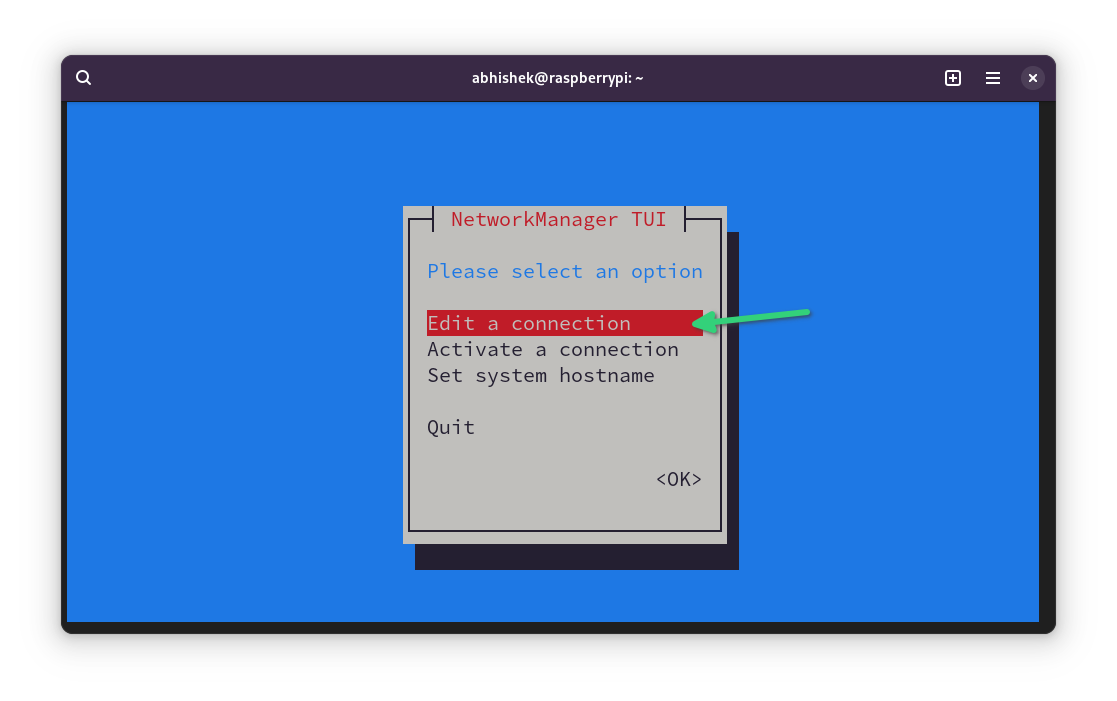 abhishek@raspberrypi: ~
NetworkManager TUI
Please select an option
Edit a connection
Activate a connection
Set system hostname
Quit
<OK>